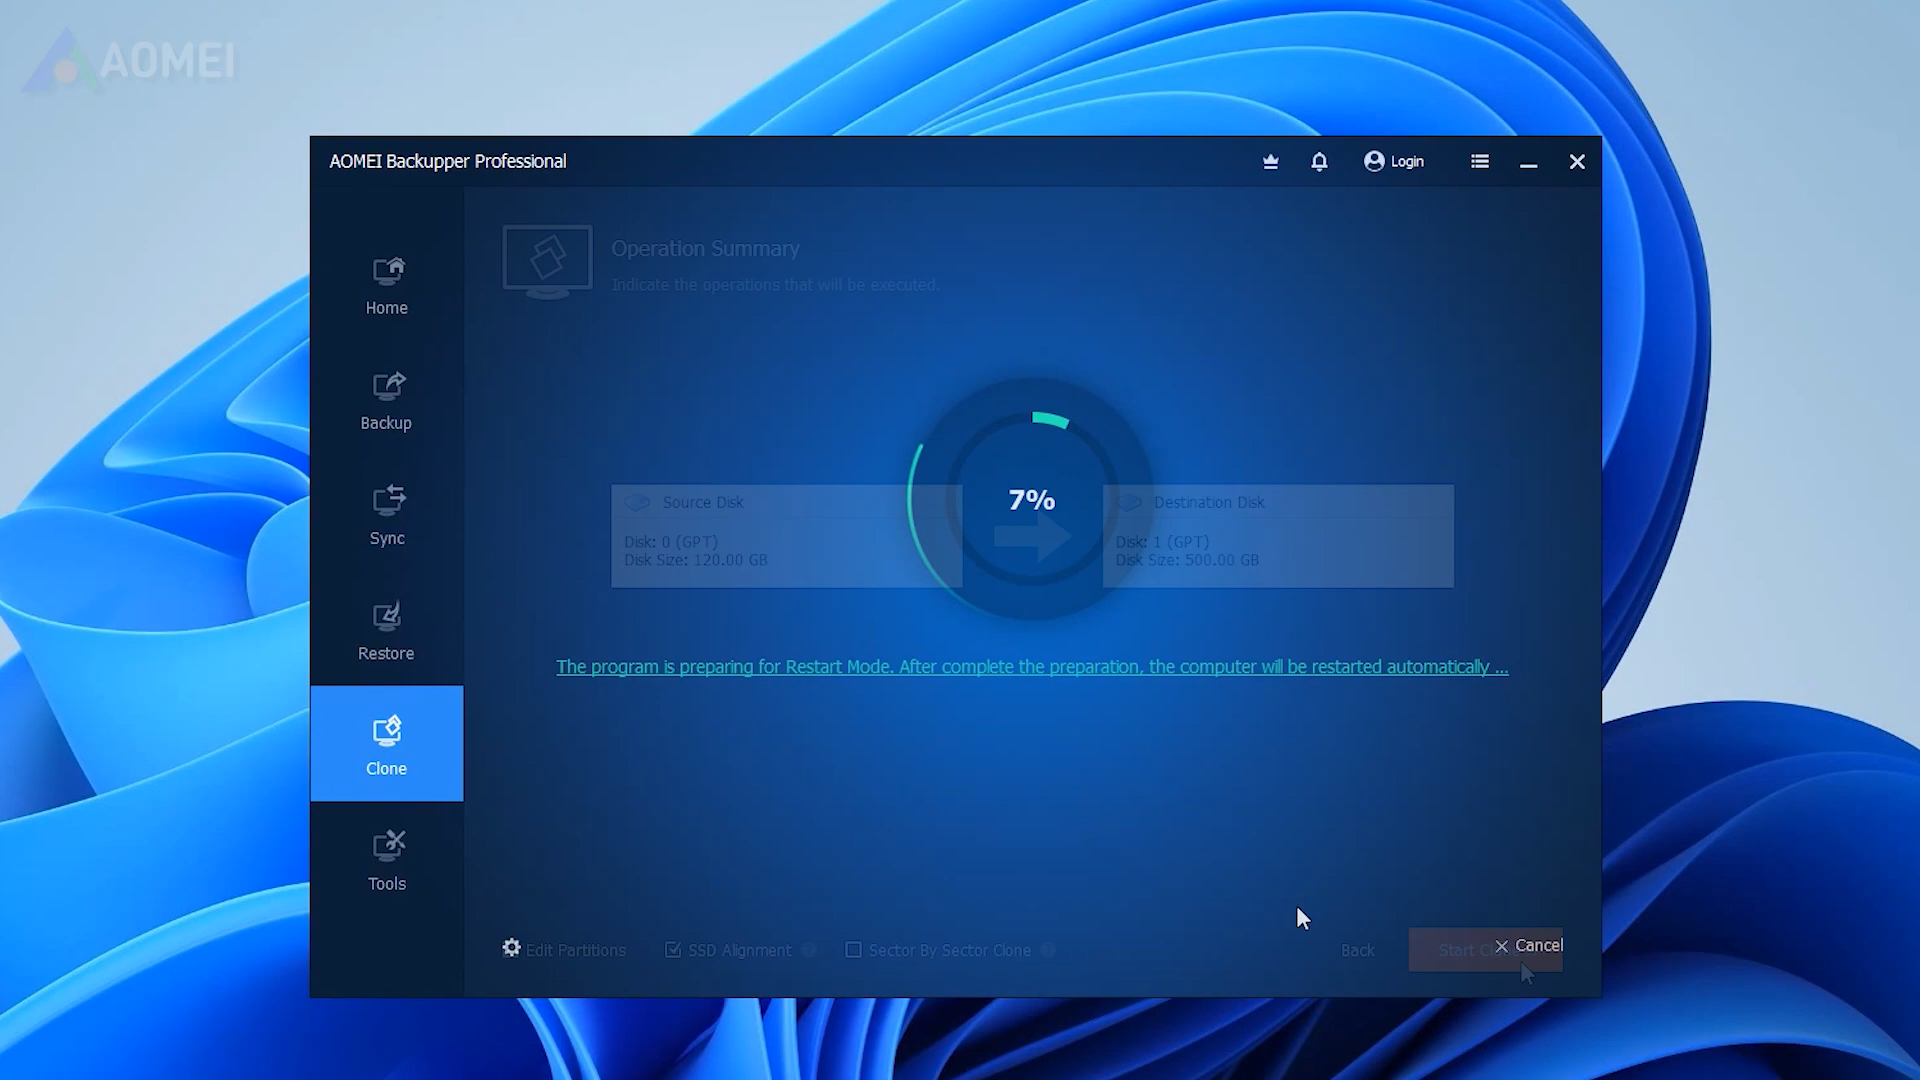 AOMEI
AOMEI Backupper Professional
Login
Home
Backup
Sync
Restore
Clone
Tools
Operation Summary
Indicate the operations that will be executed.
7%
Source Disk
Disk: 0 (GPT)
Disk Size: 120.00 GB
Destination Disk
Disk: 1 (GPT)
Disk Size: 500.00 GB
The program is preparing for Restart Mode. After complete the preparation, the computer will be restarted automatically ...
Edit Partitions
SSD Alignment
Sector By Sector Clone
Back
Start
Cancel